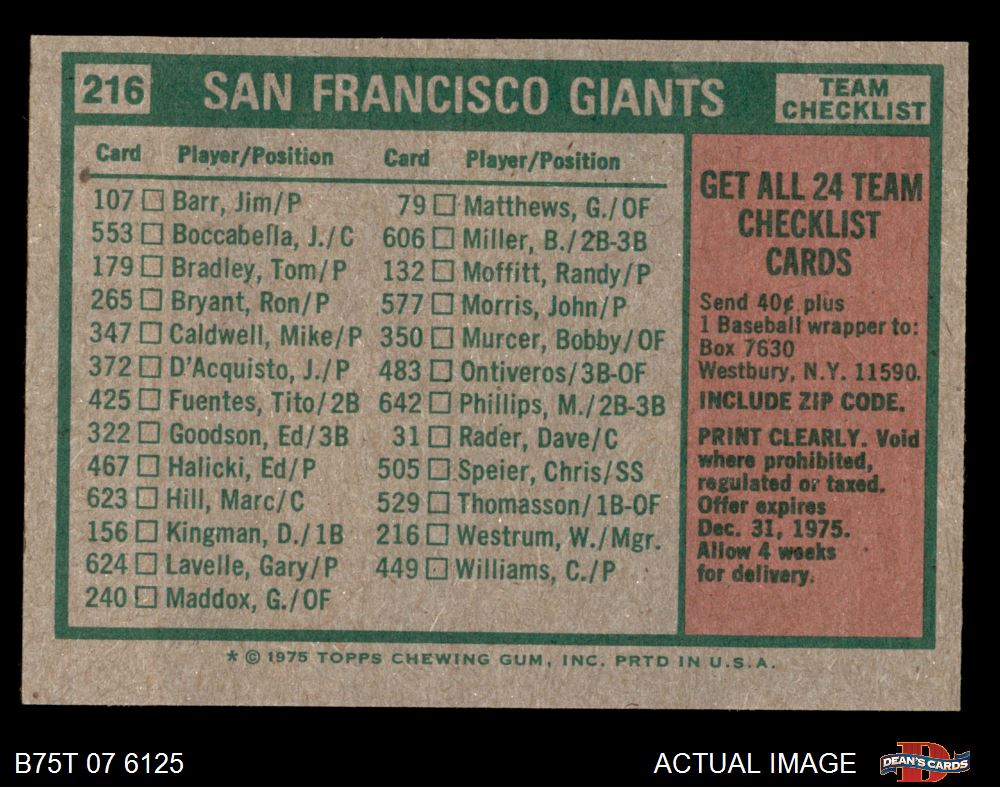 216 SAN FRANCISCO GIANTS TEAM CHECKLIST
Card Player/Position Card Player/Position
107 □ Barr, Jim/P
553 □ Boccabella, J./C
179 □ Bradley, Tom/P
265 □ Bryant, Ron/P
347 □ Caldwell, Mike/P
372 □ D'Acquisto, J./P
425 □ Fuentes, Tito/2B
322 □ Goodson, Ed/3B
467 □ Halicki, Ed/P
623 □ Hill, Marc/C
156 □ Kingman, D./1B
624 □ Lavelle, Gary/P
240 □ Maddox, G./OF
79 □ Matthews, G./OF
606 □ Miller, B./2B-3B
132 □ Moffitt, Randy/P
577 □ Morris, John/P
350 □ Murcer, Bobby/OF
483 □ Ontiveros/3B-OF
642 □ Phillips, M./2B-3B
31 □ Rader, Dave/C
505 □ Speier, Chris/SS
529 □ Thomasson/1B-OF
216 □ Westrum, W./Mgr.
449 □ Williams, C./P
GET ALL 24 TEAM
CHECKLIST
CARDS
Send 40¢ plus
1 Baseball wrapper to:
Box 7630
Westbury, N.Y. 11590.
INCLUDE ZIP CODE.
PRINT CLEARLY. Void
where prohibited,
regulated or taxed.
Offer expires
Dec. 31, 1975.
Allow 4 weeks
for delivery.
* © 1975 TOPPS CHEWING GUM, INC. PRTD IN U.S.A.
B75T 07 6125 ACTUAL IMAGE DEAN'S CARDS